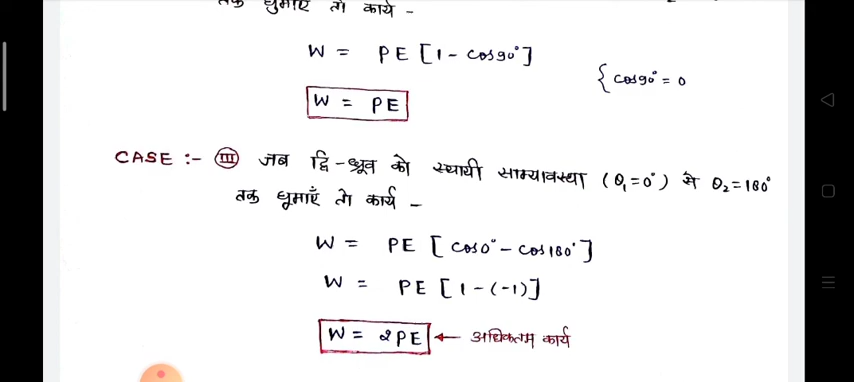 तक घुमाएँ तो कार्य -
W = PE [1 - cos90°]
{ cos90° = 0
W = PE
CASE :- III जब द्वि-ध्रुव को स्थायी साम्यावस्था (θ₁=0°) से θ₂=180°
तक घूमाएँ तो कार्य -
W = PE [cos0° - cos180°]
W = PE [1-(-1)]
W = 2PE ← अधिकतम कार्य